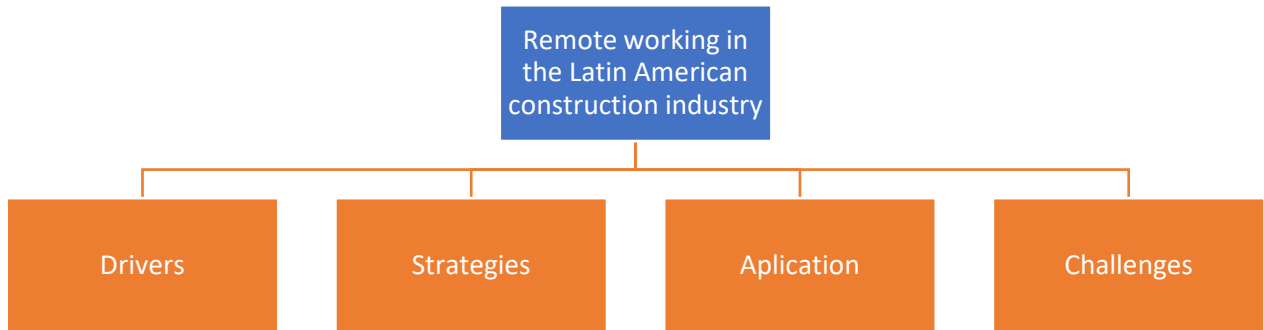 Remote working in
the Latin American
construction industry
Drivers
Strategies
Aplication
Challenges